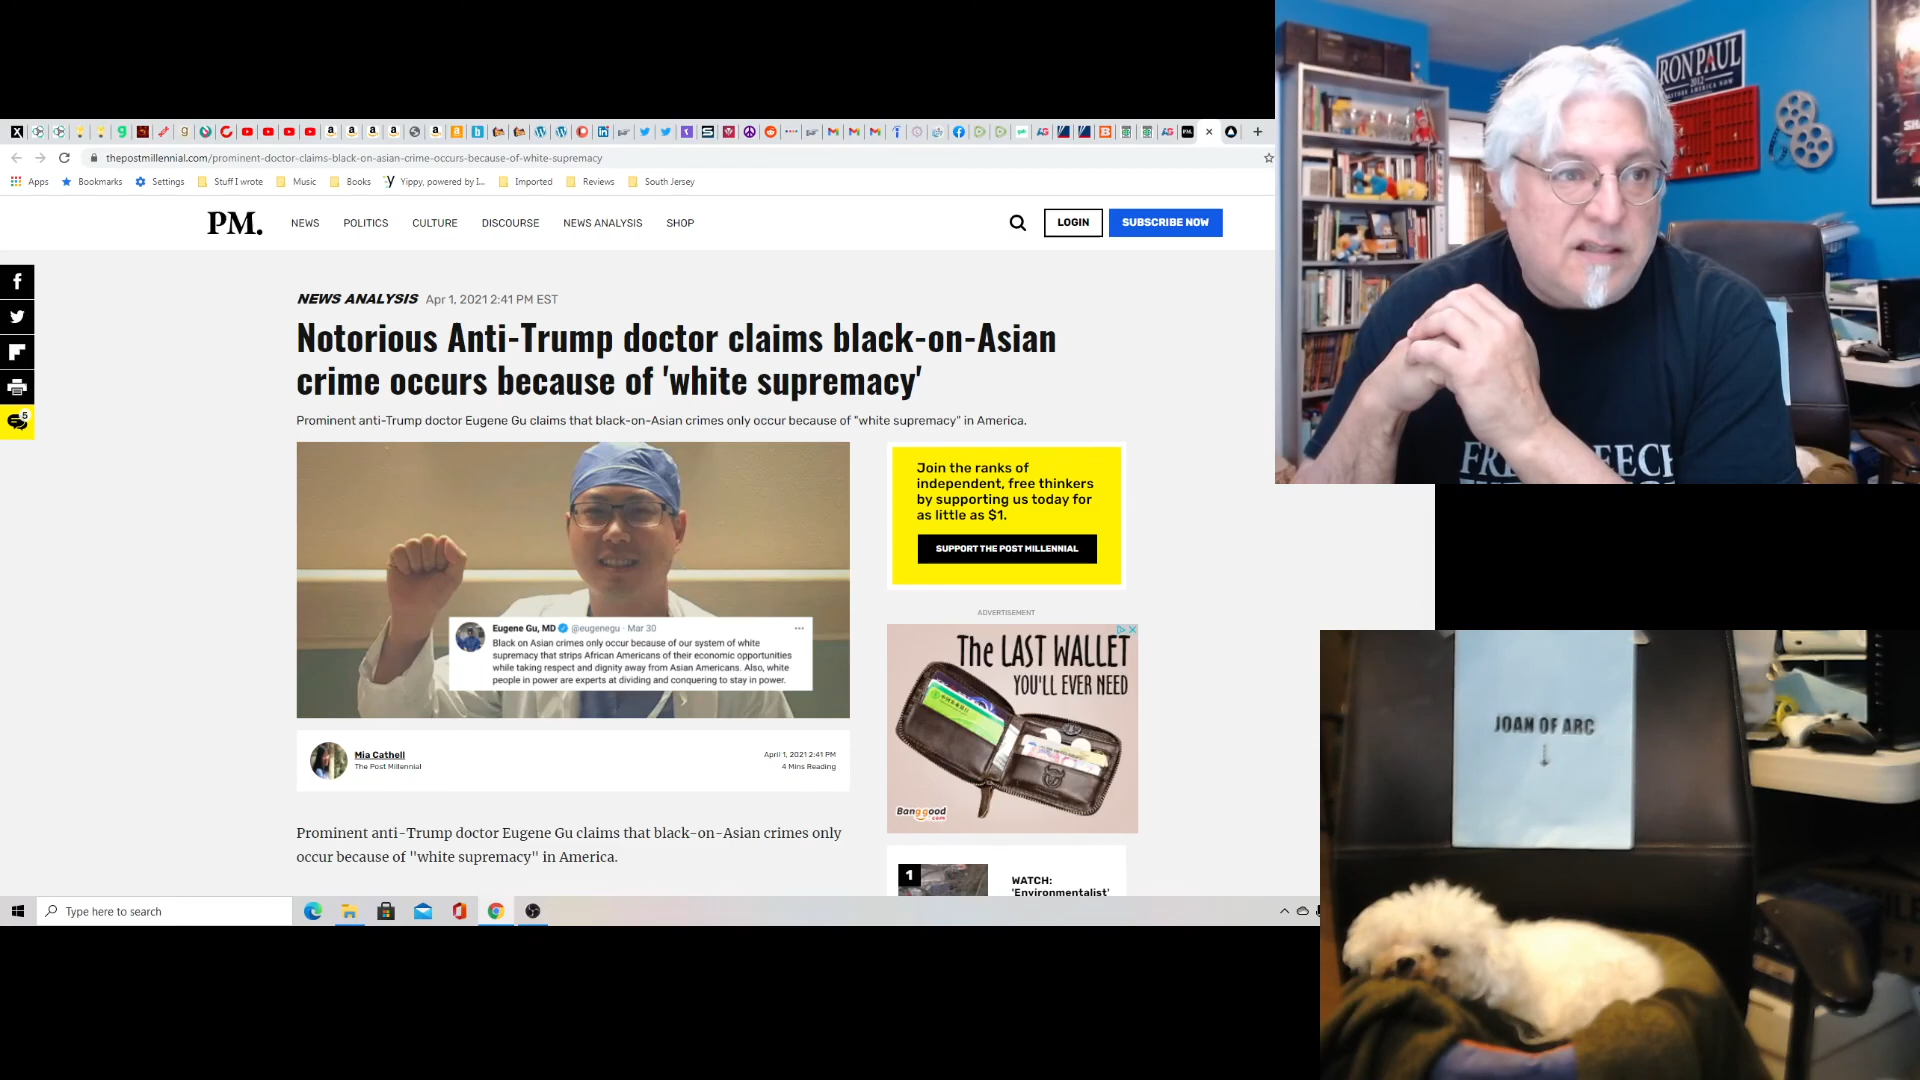 thepostmillennial.com/prominent-doctor-claims-black-on-asian-crime-occurs-because-of-white-supremacy
Apps
Bookmarks
Settings
Stuff I wrote
Music
Books
Yippy, powered by I...
Imported
Reviews
South Jersey
PM.
NEWS
POLITICS
CULTURE
DISCOURSE
NEWS ANALYSIS
SHOP
LOGIN
SUBSCRIBE NOW
5
NEWS ANALYSIS Apr 1, 2021 2:41 PM EST
Notorious Anti-Trump doctor claims black-on-Asian
crime occurs because of 'white supremacy'
Prominent anti-Trump doctor Eugene Gu claims that black-on-Asian crimes only occur because of "white supremacy" in America.
Eugene Gu, MD @eugenegu · Mar 30
Black on Asian crimes only occur because of our system of white
supremacy that strips African Americans of their economic opportunities
while taking respect and dignity away from Asian Americans. Also, white
people in power are experts at dividing and conquering to stay in power.
Mia Cathell
The Post Millennial
April 1, 2021 2:41 PM
4 Mins Reading
Prominent anti-Trump doctor Eugene Gu claims that black-on-Asian crimes only
occur because of "white supremacy" in America.
Join the ranks of
independent, free thinkers
by supporting us today for
as little as $1.
SUPPORT THE POST MILLENNIAL
ADVERTISEMENT
The LAST WALLET
YOU'LL EVER NEED
Banggood
.com
1
WATCH:
'Environmentalist'
Type here to search
RON PAUL
2012
JOAN OF ARC